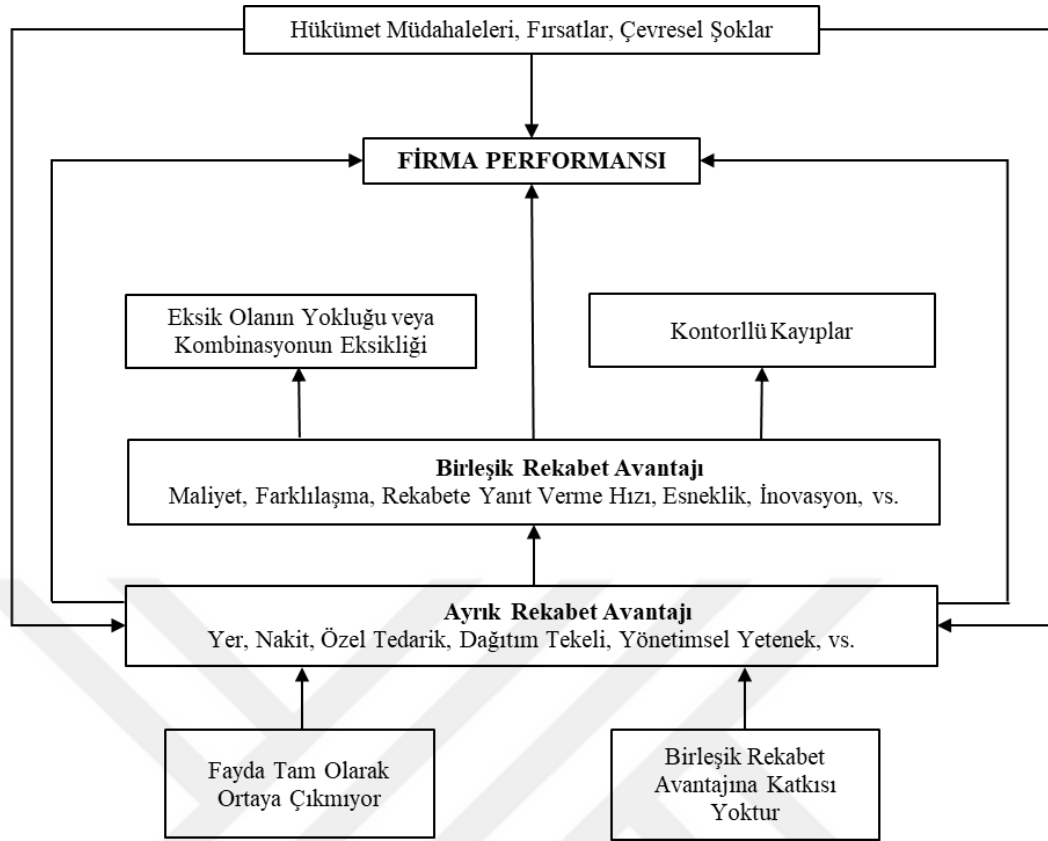 Hükümet Müdahaleleri, Fırsatlar, Çevresel Şoklar
FİRMA PERFORMANSI
Eksik Olanın Yokluğu veya
Kombinasyonun Eksikliği
Kontorllü Kayıplar
Birleşik Rekabet Avantajı
Maliyet, Farklılaşma, Rekabete Yanıt Verme Hızı, Esneklik, İnovasyon, vs.
Ayrık Rekabet Avantajı
Yer, Nakit, Özel Tedarik, Dağıtım Tekeli, Yönetimsel Yetenek, vs.
Fayda Tam Olarak
Ortaya Çıkmıyor
Birleşik Rekabet
Avantajına Katkısı
Yoktur